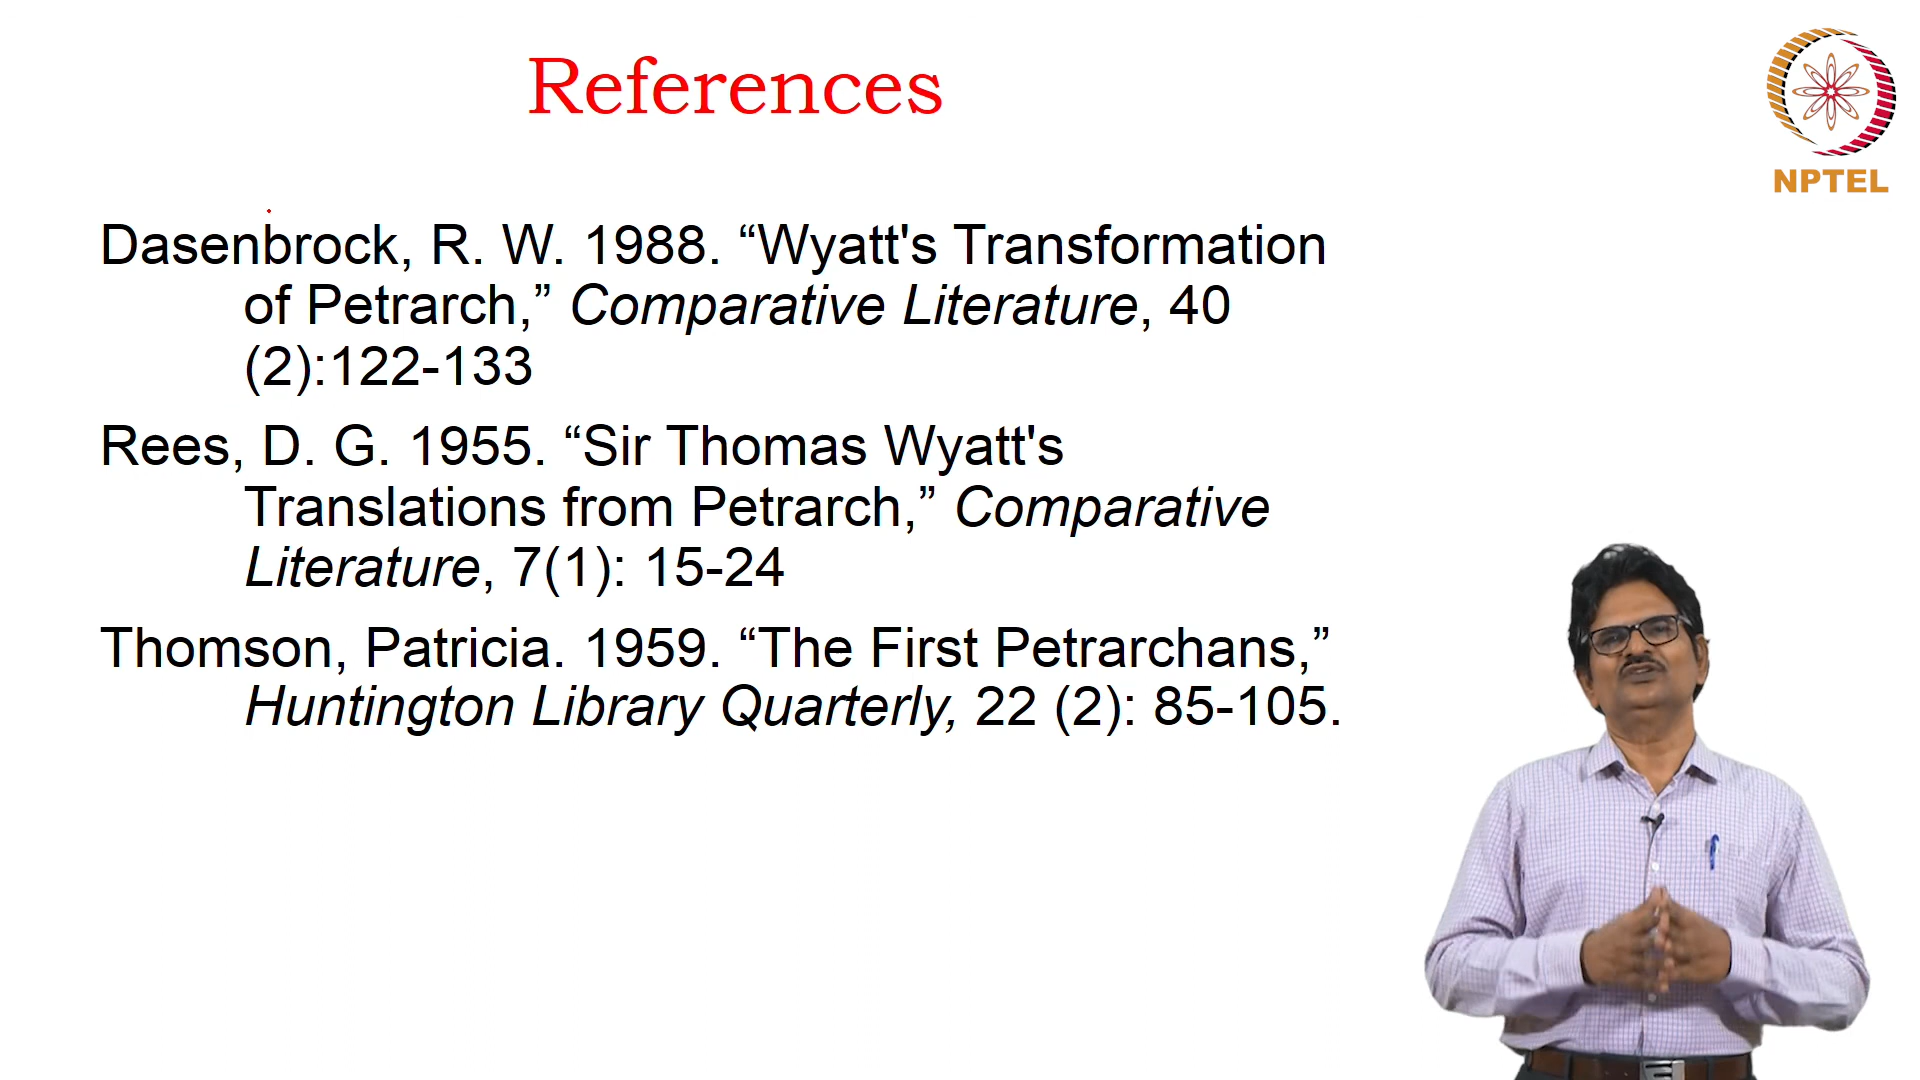 References
NPTEL
Dasenbrock, R. W. 1988. “Wyatt's Transformation
of Petrarch,” Comparative Literature, 40
(2):122-133
Rees, D. G. 1955. “Sir Thomas Wyatt's
Translations from Petrarch,” Comparative
Literature, 7(1): 15-24
Thomson, Patricia. 1959. “The First Petrarchans,”
Huntington Library Quarterly, 22 (2): 85-105.